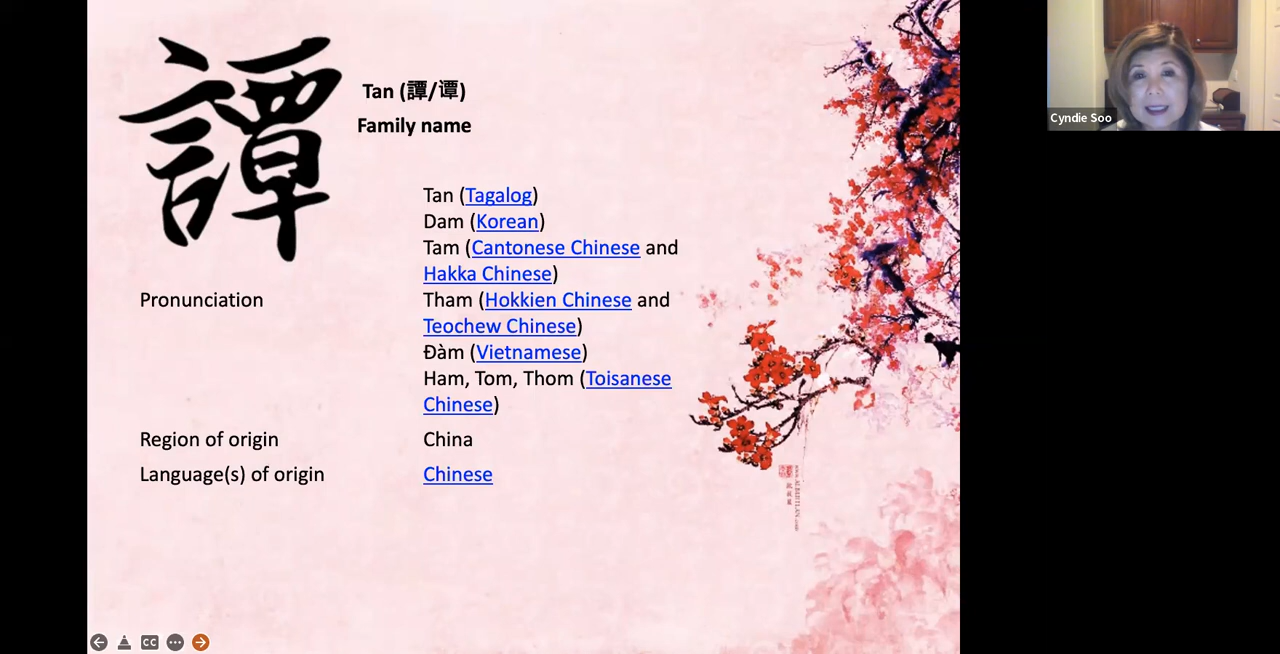 譚
Tan (譚/谭)
Family name
Pronunciation
Tan (Tagalog)
Dam (Korean)
Tam (Cantonese Chinese and
Hakka Chinese)
Tham (Hokkien Chinese and
Teochew Chinese)
Đàm (Vietnamese)
Ham, Tom, Thom (Toisanese
Chinese)
Region of origin
China
Language(s) of origin
Chinese
CC
Cyndie Soo